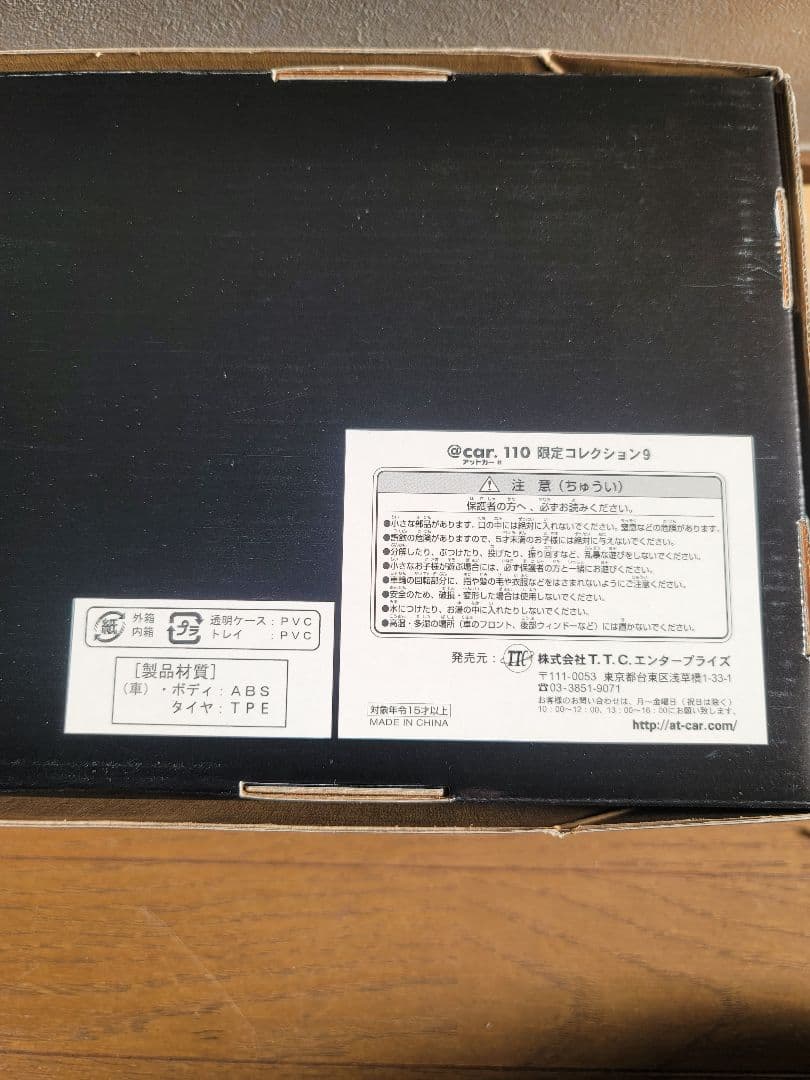 @car. 110 限定コレクション9
アットカー
注 意（ちゅうい）
保護者の方へ、必ずお読みください。
●小さな部品があります、口の中には絶対に入れないでください。窒息などの危険があります。
●誤飲の危険がありますので、5才未満のお子様には絶対に与えないでください。
●分解したり、ぶつけたり、投げたり、振り回すなど、乱暴な遊びをしないでください。
●小さなお子様が遊ぶ場合には、必ず保護者の方と一緒にお遊びください。
●車輪の回転部分に、指や髪の毛や衣服などをはさまれないようにご注意ください。
●安全のため、破損・変形した場合は使用しないでください。
●水につけたり、お湯の中に入れたりしないでください。
●高温・多湿の場所（車のフロント、後部ウィンドーなど）には置かないでください。
発売元：TTC 株式会社T.T.C.エンタープライズ
〒111-0053 東京都台東区浅草橋1-33-1
☎03-3851-9071
お客様のお問い合わせは、月〜金曜日（祝日は除く）
10：00〜12：00、13：00〜16：00にお願い致します。
http://at-car.com/
対象年令15才以上
MADE IN CHINA
紙 外箱
内箱
プラ 透明ケース：PVC
トレイ ：PVC
［製品材質］
（車）・ボディ：ABS
タイヤ：TPE